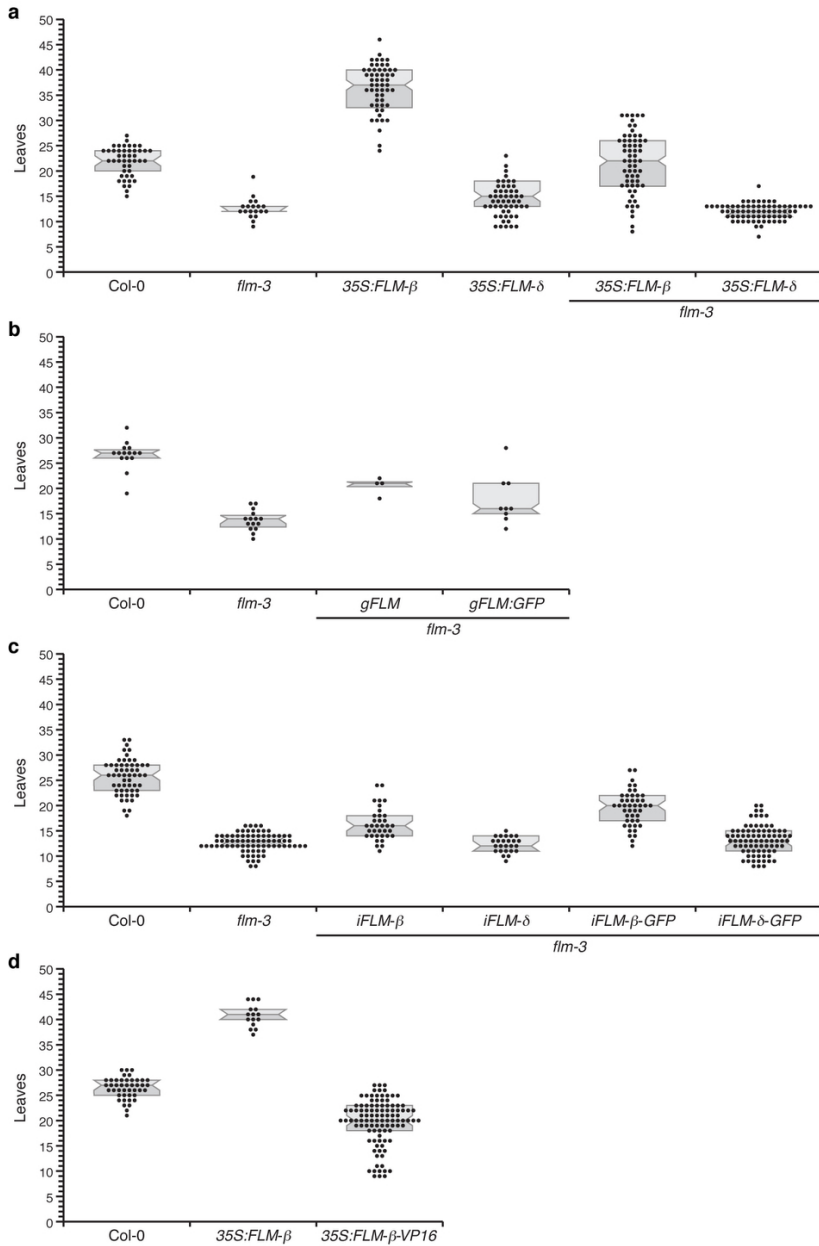 a
50
45
40
35
30
25
20
15
10
5
0
Leaves
Col-0 flm-3 35S:FLM-β 35S:FLM-δ 35S:FLM-β 35S:FLM-δ
flm-3
b
50
45
40
35
30
25
20
15
10
5
0
Leaves
Col-0 flm-3 gFLM gFLM:GFP
flm-3
c
50
45
40
35
30
25
20
15
10
5
0
Leaves
Col-0 flm-3 iFLM-β iFLM-δ iFLM-β-GFP iFLM-δ-GFP
flm-3
d
50
45
40
35
30
25
20
15
10
5
0
Leaves
Col-0 35S:FLM-β 35S:FLM-β-VP16